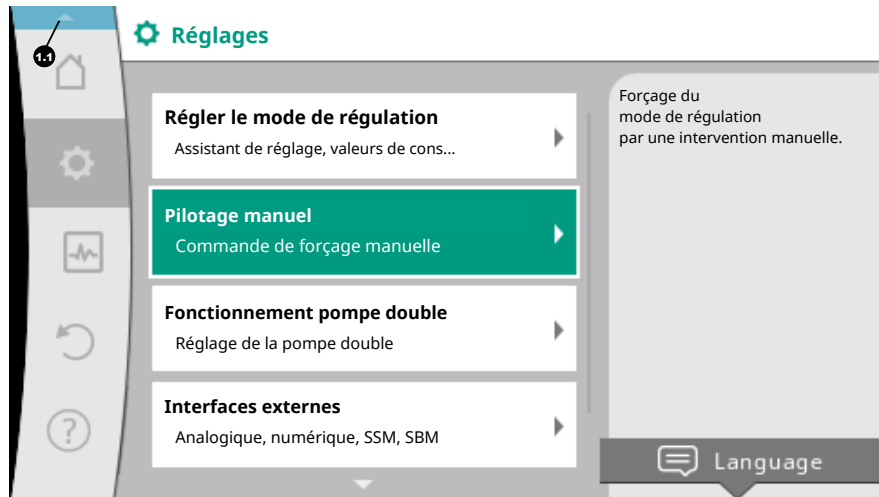 1.1
Réglages
Régler le mode de régulation
Assistant de réglage, valeurs de cons...
Pilotage manuel
Commande de forçage manuelle
Fonctionnement pompe double
Réglage de la pompe double
Interfaces externes
Analogique, numérique, SSM, SBM
Forçage du
mode de régulation
par une intervention manuelle.
Language
?